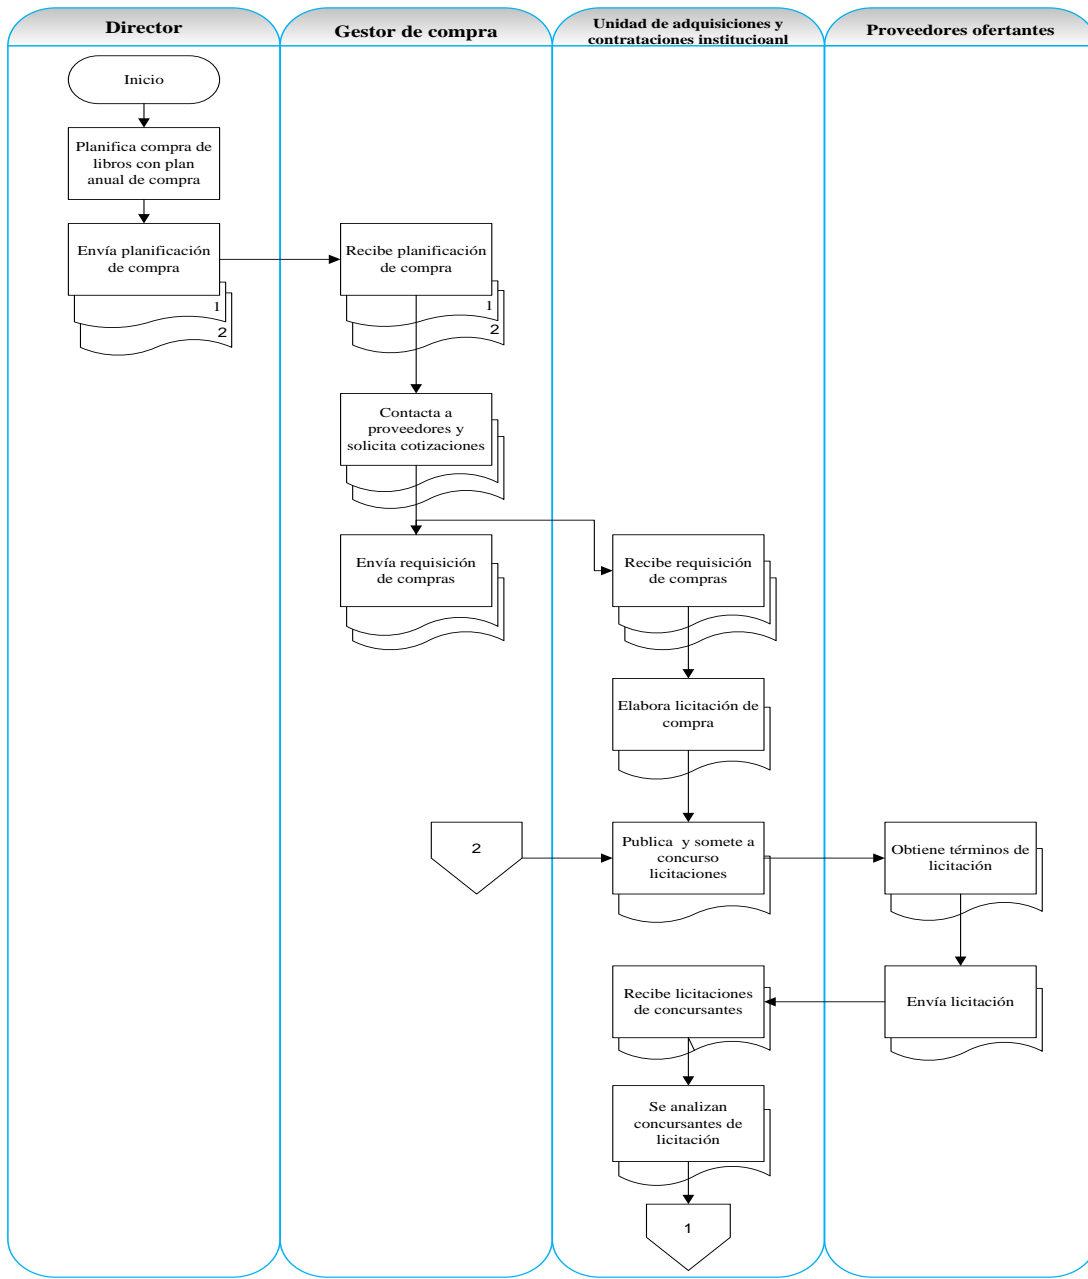 Director
Gestor de compra
Unidad de adquisiciones y
contrataciones institucioanl
Proveedores ofertantes
Inicio
Planifica compra de
libros con plan
anual de compra
Envía planificación
de compra
1
2
Recibe planificación
de compra
1
2
Contacta a
proveedores y
solicita cotizaciones
Envía requisición
de compras
Recibe requisición
de compras
Elabora licitación de
compra
2
Publica y somete a
concurso
licitaciones
Obtiene términos de
licitación
Recibe licitaciones
de concursantes
Envía licitación
Se analizan
concursantes de
licitación
1